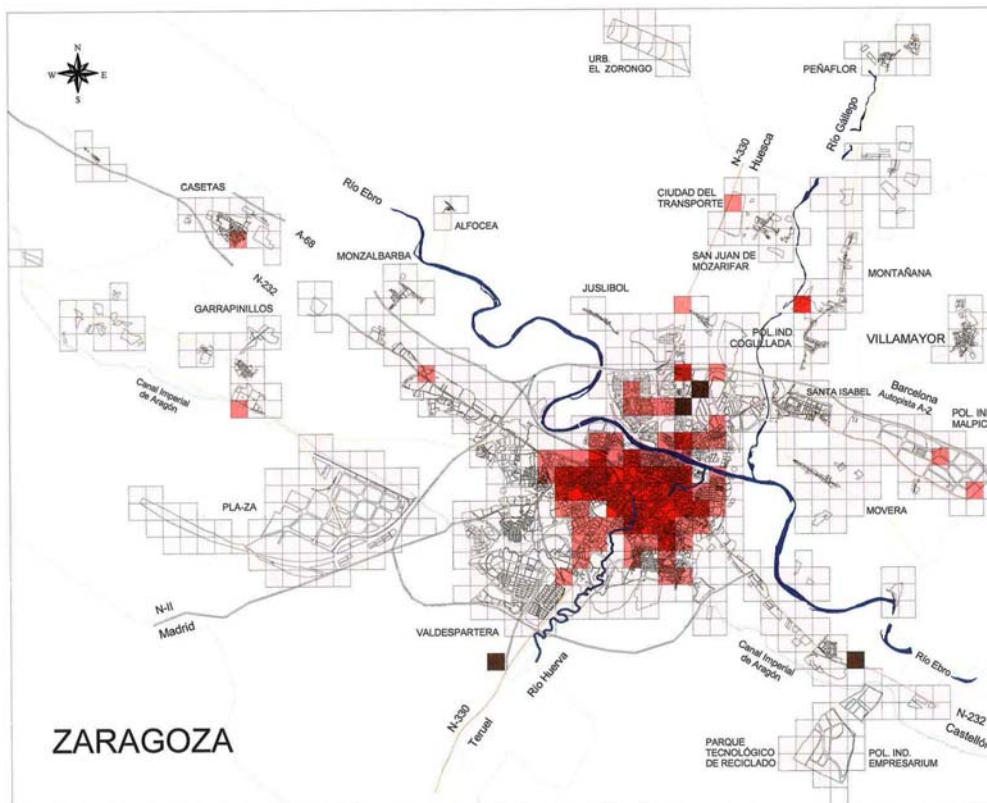 N
W E
S
URB.
EL ZORONGO
PEÑAFLOR
Río Gállego
N-330
Huesca
CASETAS
Río Ebro
CIUDAD DEL
TRANSPORTE
ALFOCEA
A-68
MONZALBARBA
SAN JUAN DE
MOZARIFAR
MONTAÑANA
N-232
JUSLIBOL
GARRAPINILLOS
POL.IND.
COGULLADA
VILLAMAYOR
Canal Imperial
de Aragón
SANTA ISABEL
Barcelona
Autopista A-2
POL. IN
MALPIC
PLA-ZA
MOVERA
N-II
Madrid
VALDESPARTERA
Río Huerva
Canal Imperial
de Aragón
Río Ebro
N-330
Teruel
N-232
Castellón
ZARAGOZA
PARQUE
TECNOLÓGICO
DE RECICLADO
POL. IND.
EMPRESARIUM